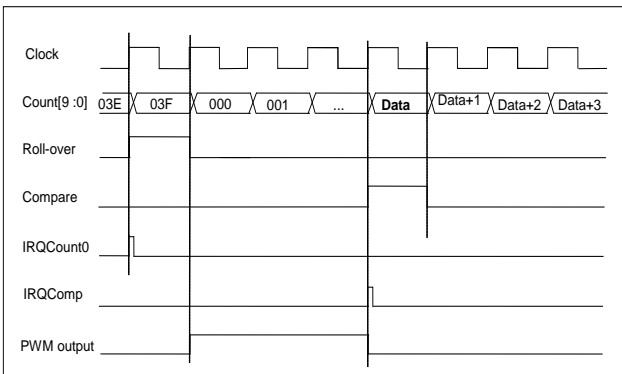 Clock
Count[9 :0] 03E 03F 000 001 ... Data Data+1 Data+2 Data+3
Roll-over
Compare
IRQCount0
IRQComp
PWM output